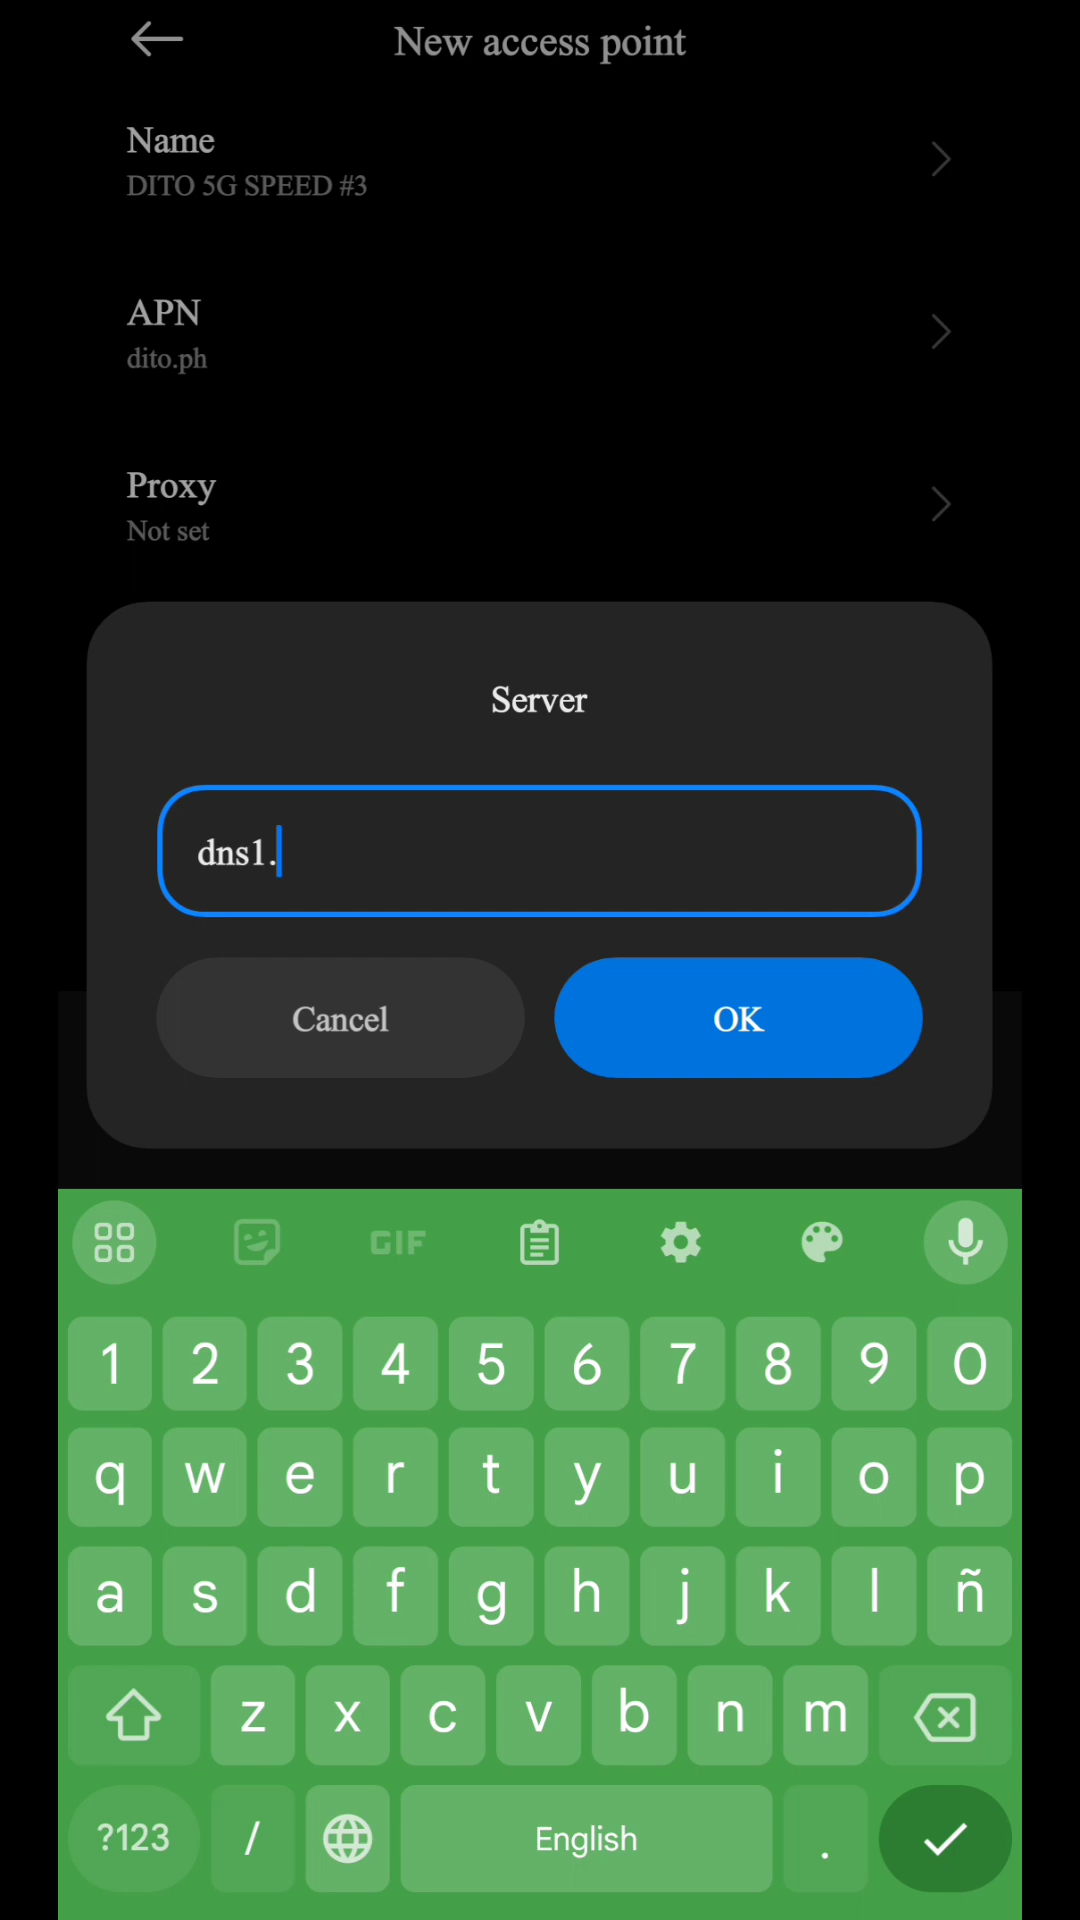 New access point
Name
DITO 5G SPEED #3
APN
dito.ph
Proxy
Not set
Server
dns1.
Cancel
OK
GIF
1 2 3 4 5 6 7 8 9 0
q w e r t y u i o p
a s d f g h j k l ñ
z x c v b n m
?123 / English .